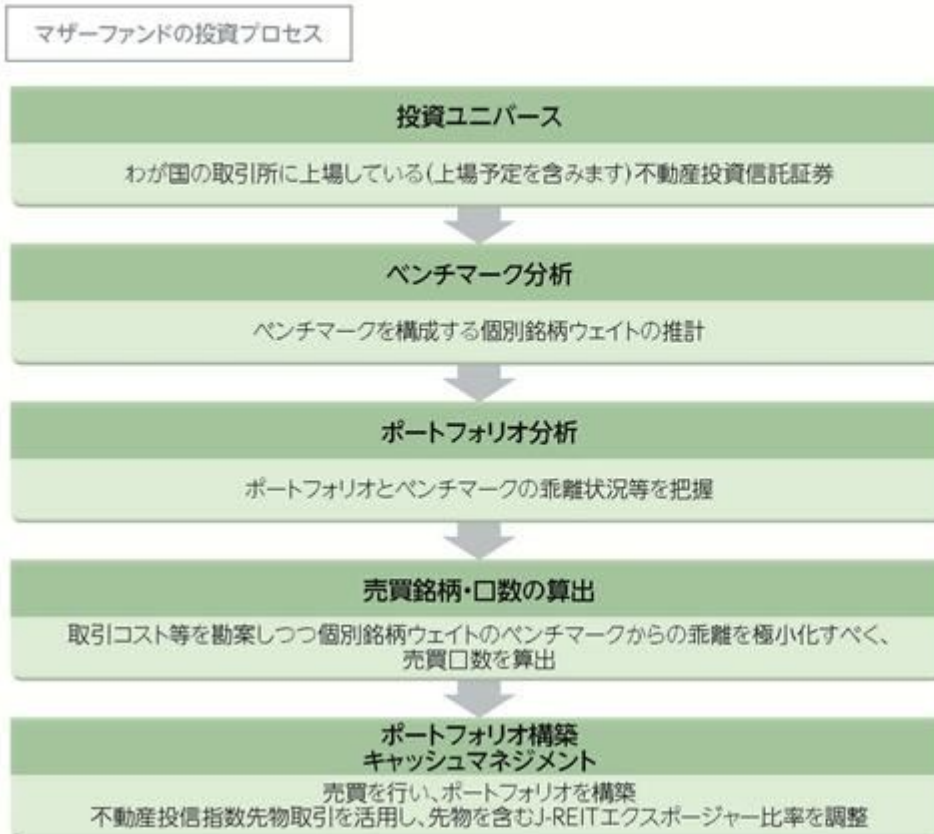 マザーファンドの投資プロセス
投資ユニバース
わが国の取引所に上場している(上場予定を含みます)不動産投資信託証券
ベンチマーク分析
ベンチマークを構成する個別銘柄ウェイトの推計
ポートフォリオ分析
ポートフォリオとベンチマークの乖離状況等を把握
売買銘柄・口数の算出
取引コスト等を勘案しつつ個別銘柄ウェイトのベンチマークからの乖離を極小化すべく、
売買口数を算出
ポートフォリオ構築
キャッシュマネジメント
売買を行い、ポートフォリオを構築
不動産投信指数先物取引を活用し、先物を含むJ-REITエクスポージャー比率を調整